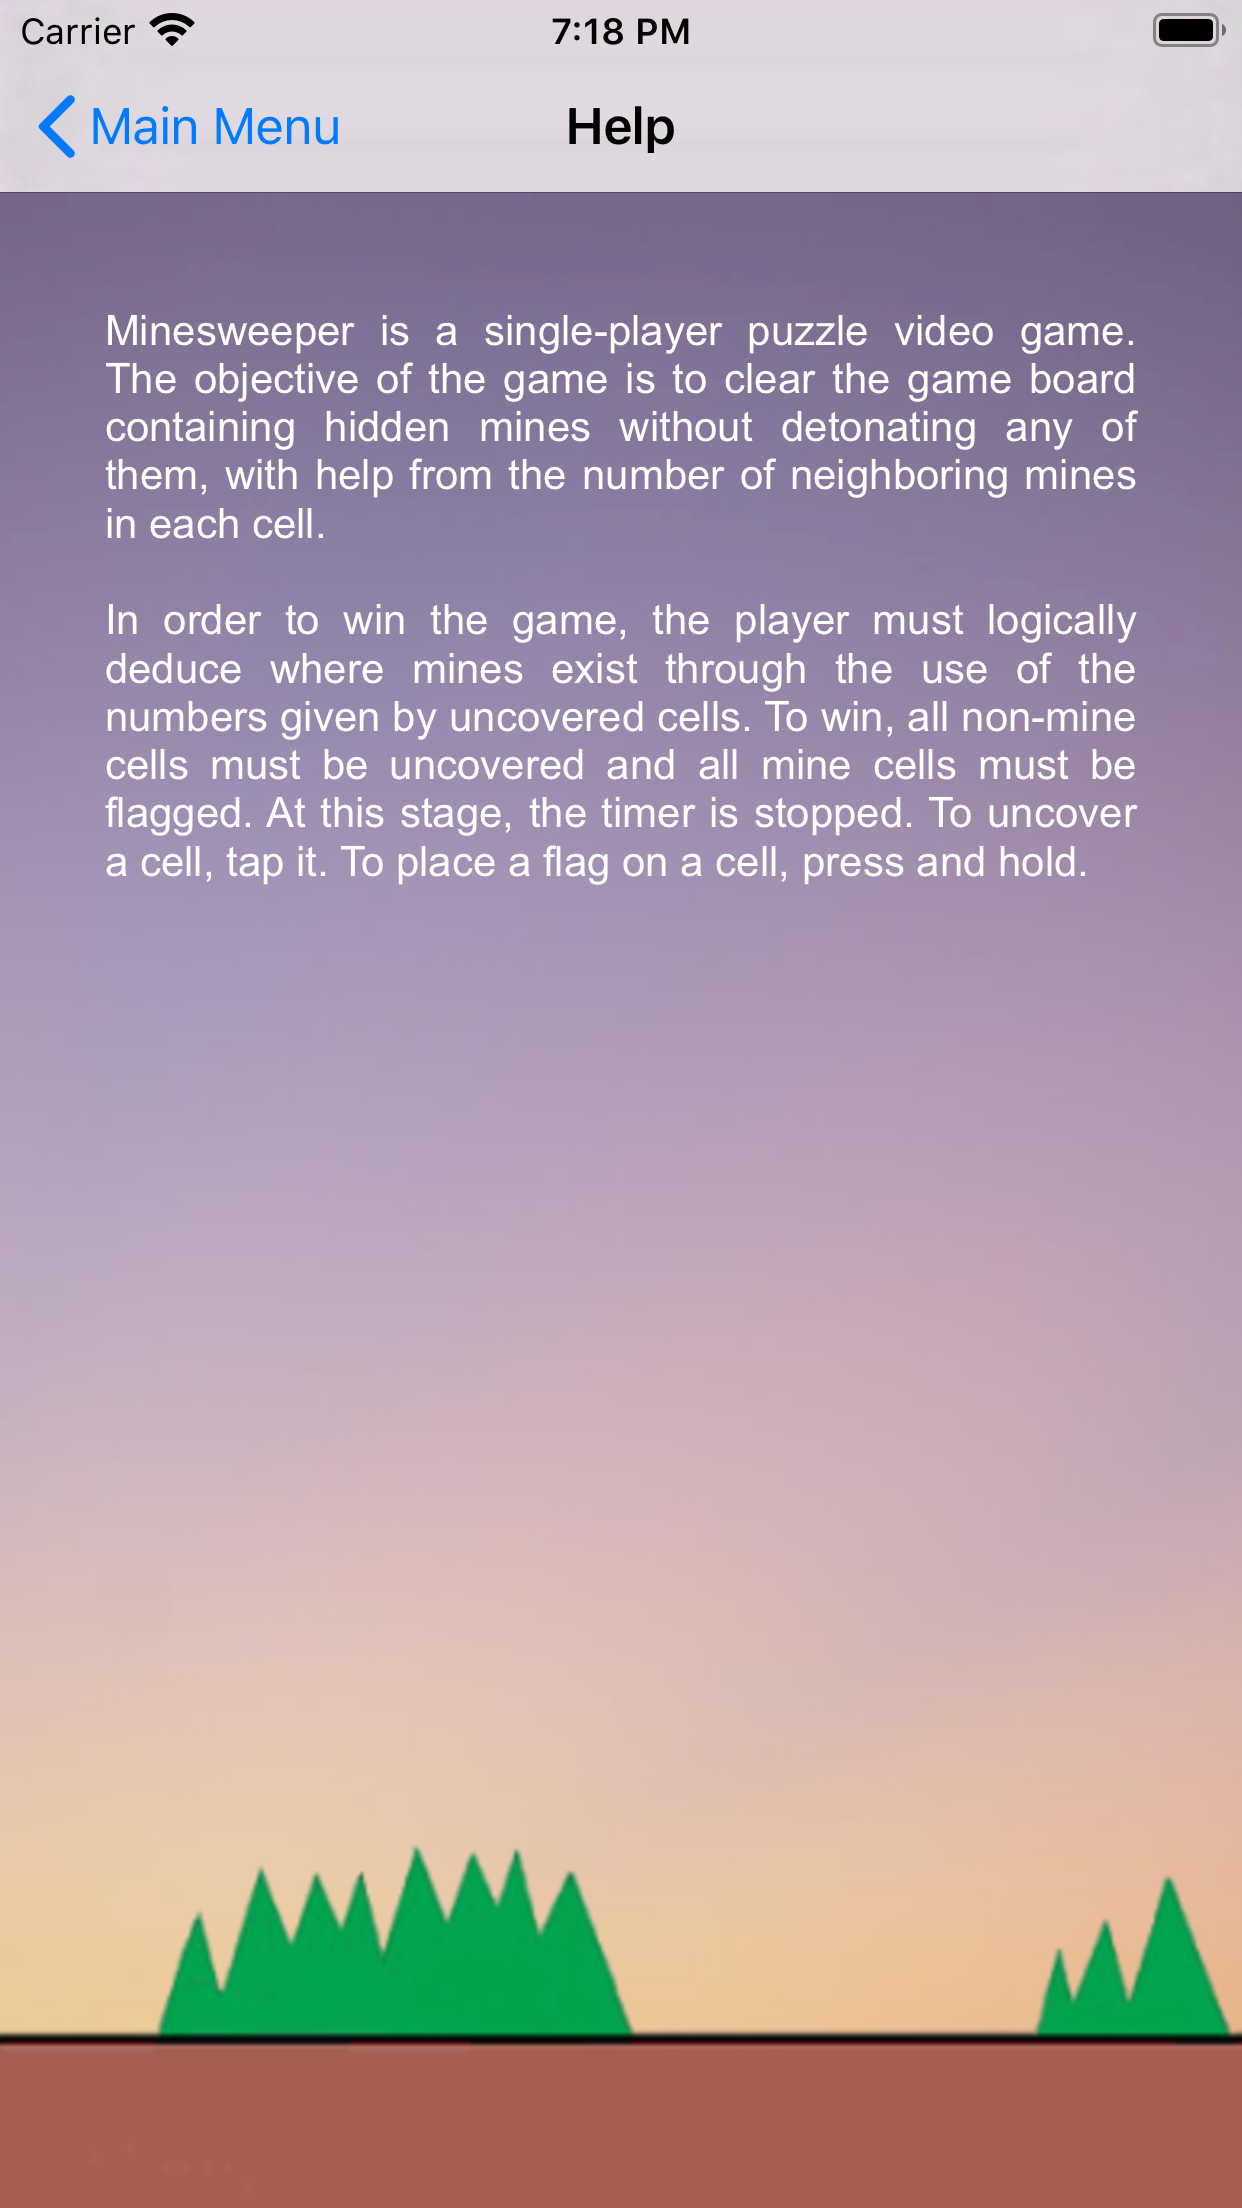 Carrier 7:18 PM
Main Menu Help
Minesweeper is a single-player puzzle video game.
The objective of the game is to clear the game board
containing hidden mines without detonating any of
them, with help from the number of neighboring mines
in each cell.
In order to win the game, the player must logically
deduce where mines exist through the use of the
numbers given by uncovered cells. To win, all non-mine
cells must be uncovered and all mine cells must be
flagged. At this stage, the timer is stopped. To uncover
a cell, tap it. To place a flag on a cell, press and hold.